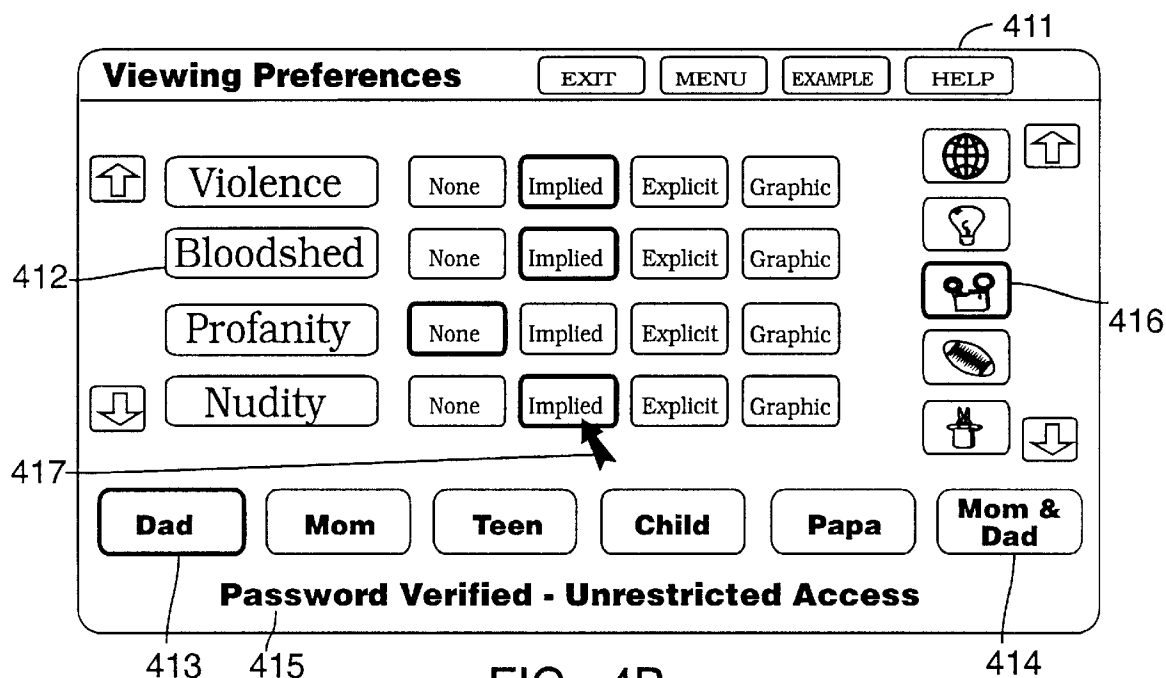 411
Viewing Preferences EXIT MENU EXAMPLE HELP
Violence None Implied Explicit Graphic
412 Bloodshed None Implied Explicit Graphic
416
Profanity None Implied Explicit Graphic
Nudity None Implied Explicit Graphic
417
Dad Mom Teen Child Papa Mom &
Dad
Password Verified - Unrestricted Access
413 415 414
FIG. 4B